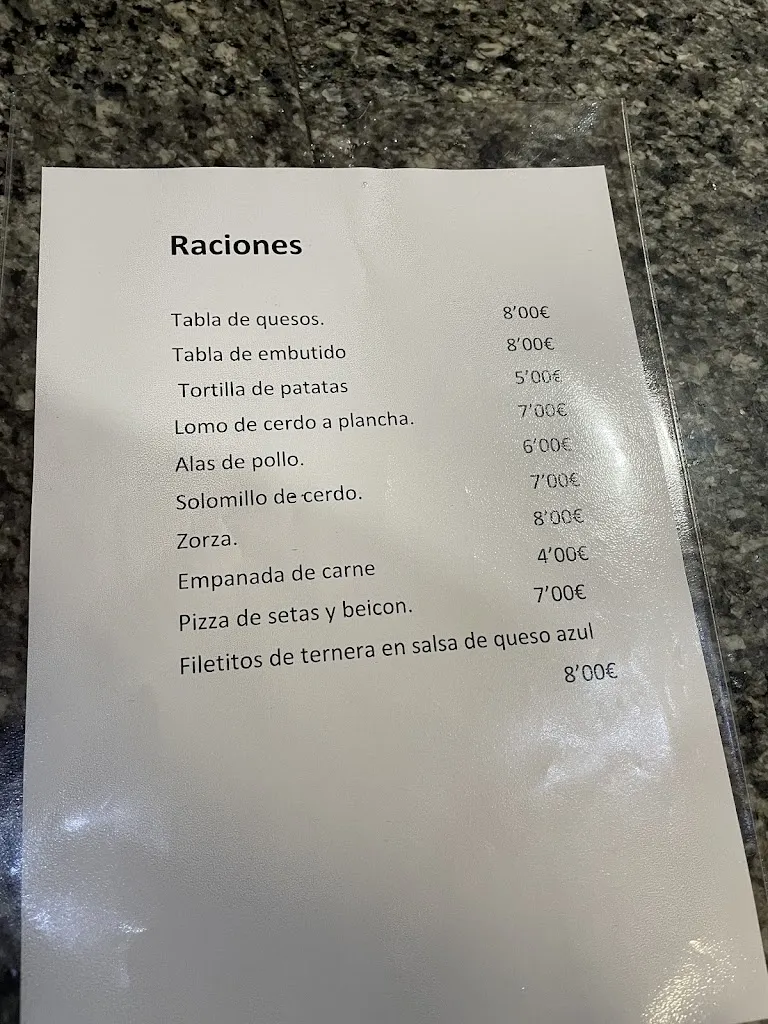 Raciones
Tabla de quesos. 8'00€
Tabla de embutido 8'00€
Tortilla de patatas 5'00€
Lomo de cerdo a plancha. 7'00€
Alas de pollo. 6'00€
Solomillo de cerdo. 7'00€
Zorza. 8'00€
Empanada de carne 4'00€
Pizza de setas y beicon. 7'00€
Filetitos de ternera en salsa de queso azul
8'00€